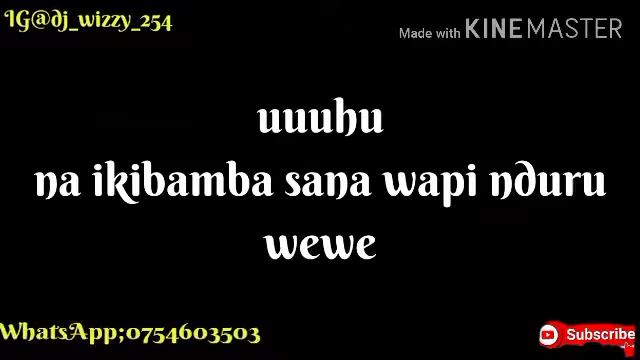 IG@dj_wizzy_254
Made with KINEMASTER
uuuhu
na ikibamba sana wapi nduru
wewe
WhatsApp;0754603503
Subscribe